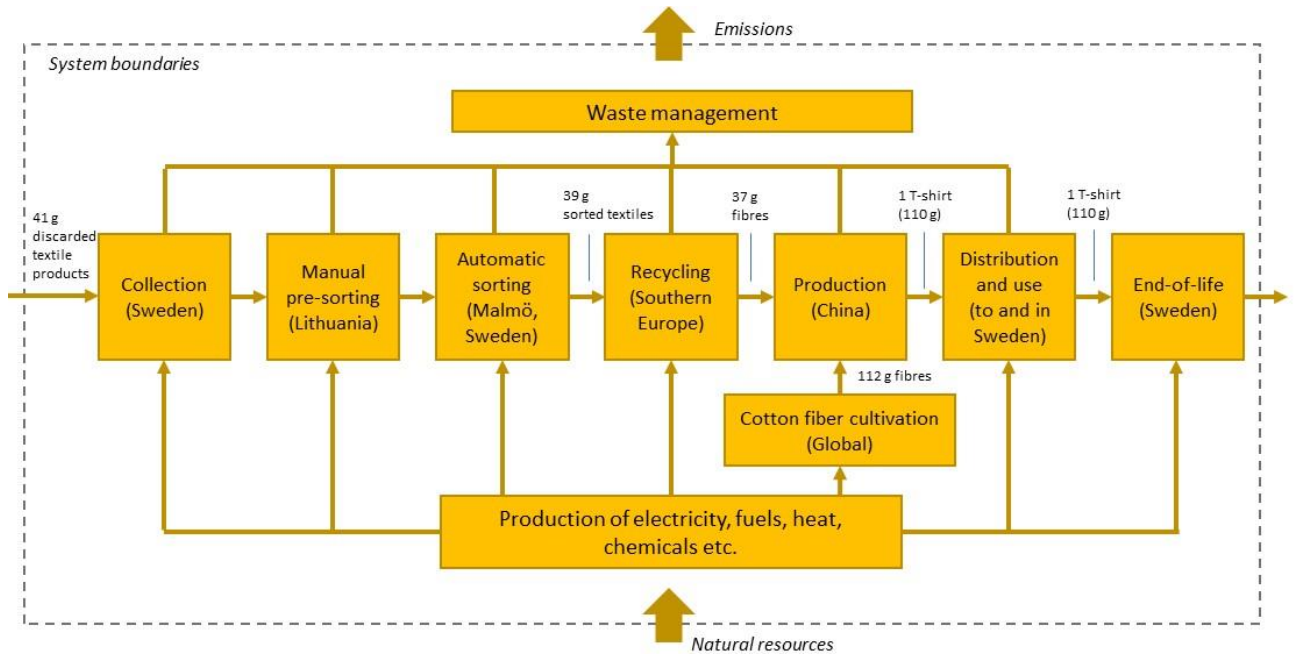 Emissions
System boundaries
Waste management
41 g
discarded
textile
products
39 g
sorted textiles
37 g
fibres
1 T-shirt
(110 g)
1 T-shirt
(110 g)
Collection
(Sweden)
Manual
pre-sorting
(Lithuania)
Automatic
sorting
(Malmö,
Sweden)
Recycling
(Southern
Europe)
Production
(China)
Distribution
and use
(to and in
Sweden)
End-of-life
(Sweden)
112 g fibres
Cotton fiber cultivation
(Global)
Production of electricity, fuels, heat,
chemicals etc.
Natural resources